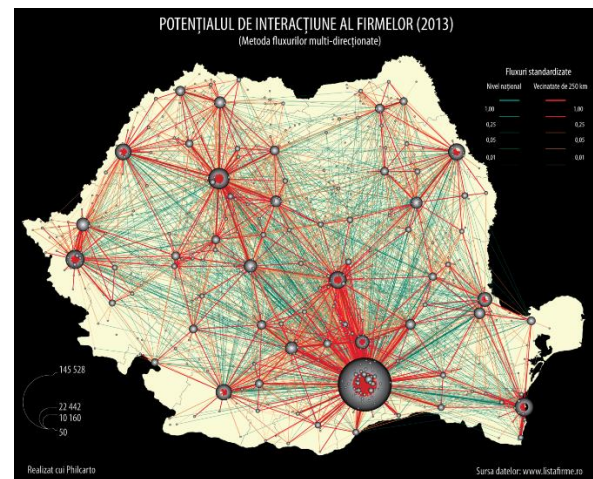 POTENȚIALUL DE INTERACȚIUNE AL FIRMELOR (2013)
(Metoda fluxurilor multi-direcționate)
Fluxuri standardizate
Nivel național Vecinatate de 250 km
1,00 1,00
0,25 0,25
0,05 0,05
0,01 0,01
145 528
22 442
10 160
50
Realizat cui Philcarto
Sursa datelor: www.listafirme.ro